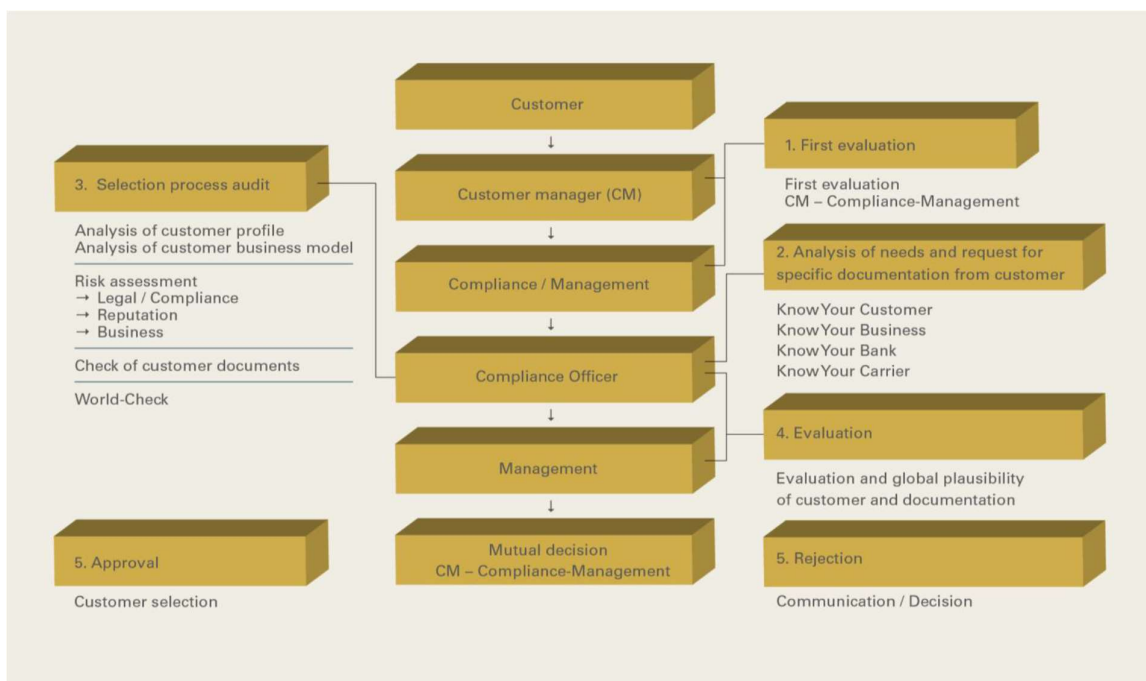 Customer
↓
Customer manager (CM)
↓
Compliance / Management
↓
Compliance Officer
↓
Management
↓
Mutual decision
CM – Compliance-Management
1. First evaluation
First evaluation
CM – Compliance-Management
2. Analysis of needs and request for
specific documentation from customer
Know Your Customer
Know Your Business
Know Your Bank
Know Your Carrier
3. Selection process audit
Analysis of customer profile
Analysis of customer business model
Risk assessment
→ Legal / Compliance
→ Reputation
→ Business
Check of customer documents
World-Check
4. Evaluation
Evaluation and global plausibility
of customer and documentation
5. Approval
Customer selection
5. Rejection
Communication / Decision